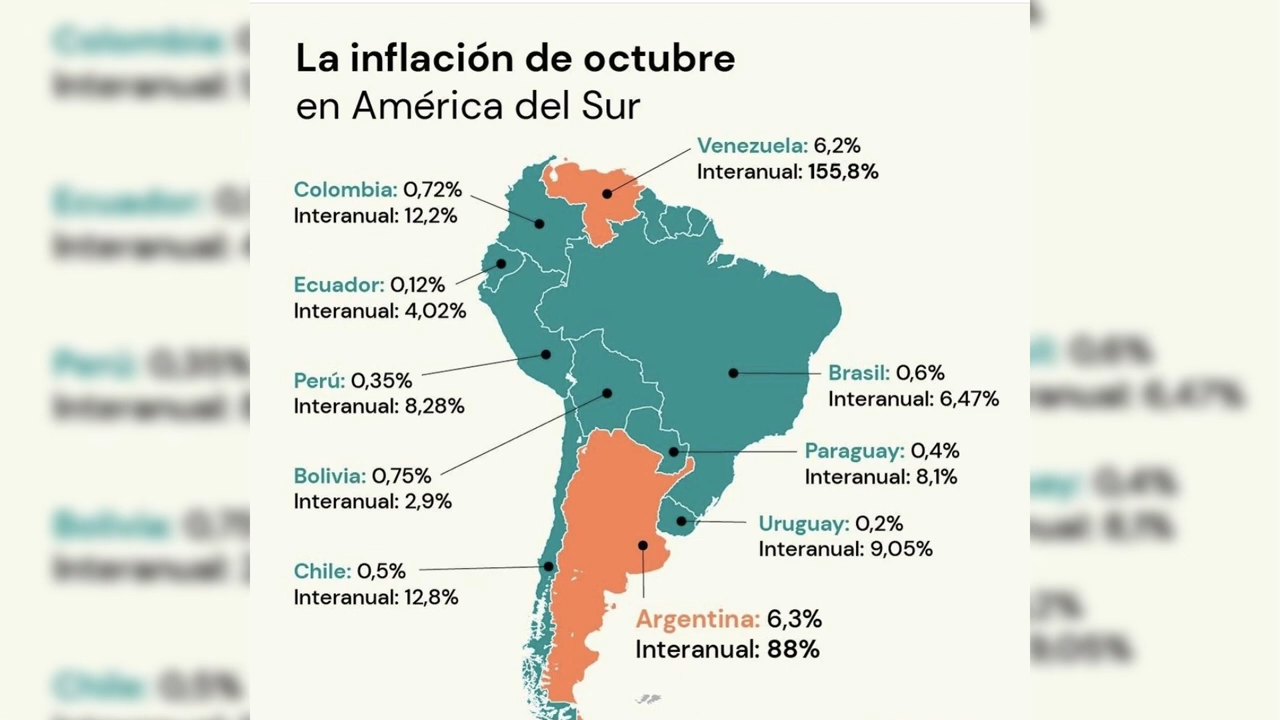 La inflación de octubre
en América del Sur
Venezuela: 6,2%
Interanual: 155,8%
Colombia: 0,72%
Interanual: 12,2%
Ecuador: 0,12%
Interanual: 4,02%
Perú: 0,35%
Interanual: 8,28%
Brasil: 0,6%
Interanual: 6,47%
Paraguay: 0,4%
Interanual: 8,1%
Bolivia: 0,75%
Interanual: 2,9%
Uruguay: 0,2%
Interanual: 9,05%
Chile: 0,5%
Interanual: 12,8%
Argentina: 6,3%
Interanual: 88%